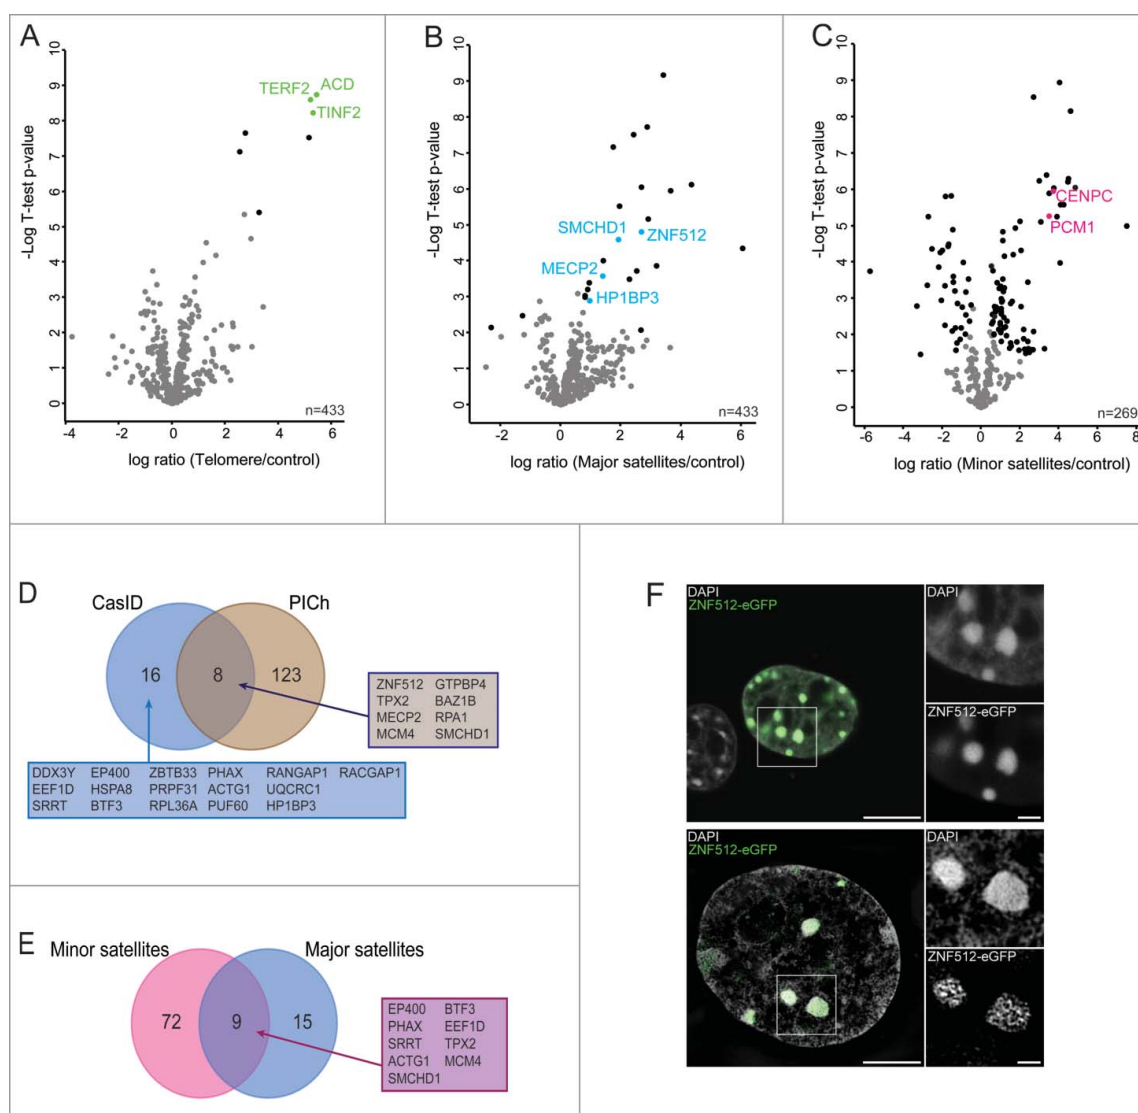 A
10
9
8
7
6
5
4
3
2
1
0
-Log T-test p-value
TERF2
ACD
TINF2
n=433
-4 -2 0 2 4 6
log ratio (Telomere/control)
B
10
9
8
7
6
5
4
3
2
1
0
-Log T-test p-value
SMCHD1
ZNF512
MECP2
HP1BP3
n=433
-2 0 2 4 6
log ratio (Major satellites/control)
C
10
9
8
7
6
5
4
3
2
1
0
-Log T-test p-value
CENPC
PCM1
n=269
-6 -4 -2 0 2 4 6 8
log ratio (Minor satellites/control)
D
CasID PICh
16 8 123
ZNF512 GTPBP4
TPX2 BAZ1B
MECP2 RPA1
MCM4 SMCHD1
DDX3Y EP400 ZBTB33 PHAX RANGAP1 RACGAP1
EEF1D HSPA8 PRPF31 ACTG1 UQCRC1
SRRT BTF3 RPL36A PUF60 HP1BP3
E
Minor satellites Major satellites
72 9 15
EP400 BTF3
PHAX EEF1D
SRRT TPX2
ACTG1 MCM4
SMCHD1
F
DAPI
ZNF512-eGFP
DAPI
ZNF512-eGFP
DAPI
ZNF512-eGFP
DAPI
ZNF512-eGFP